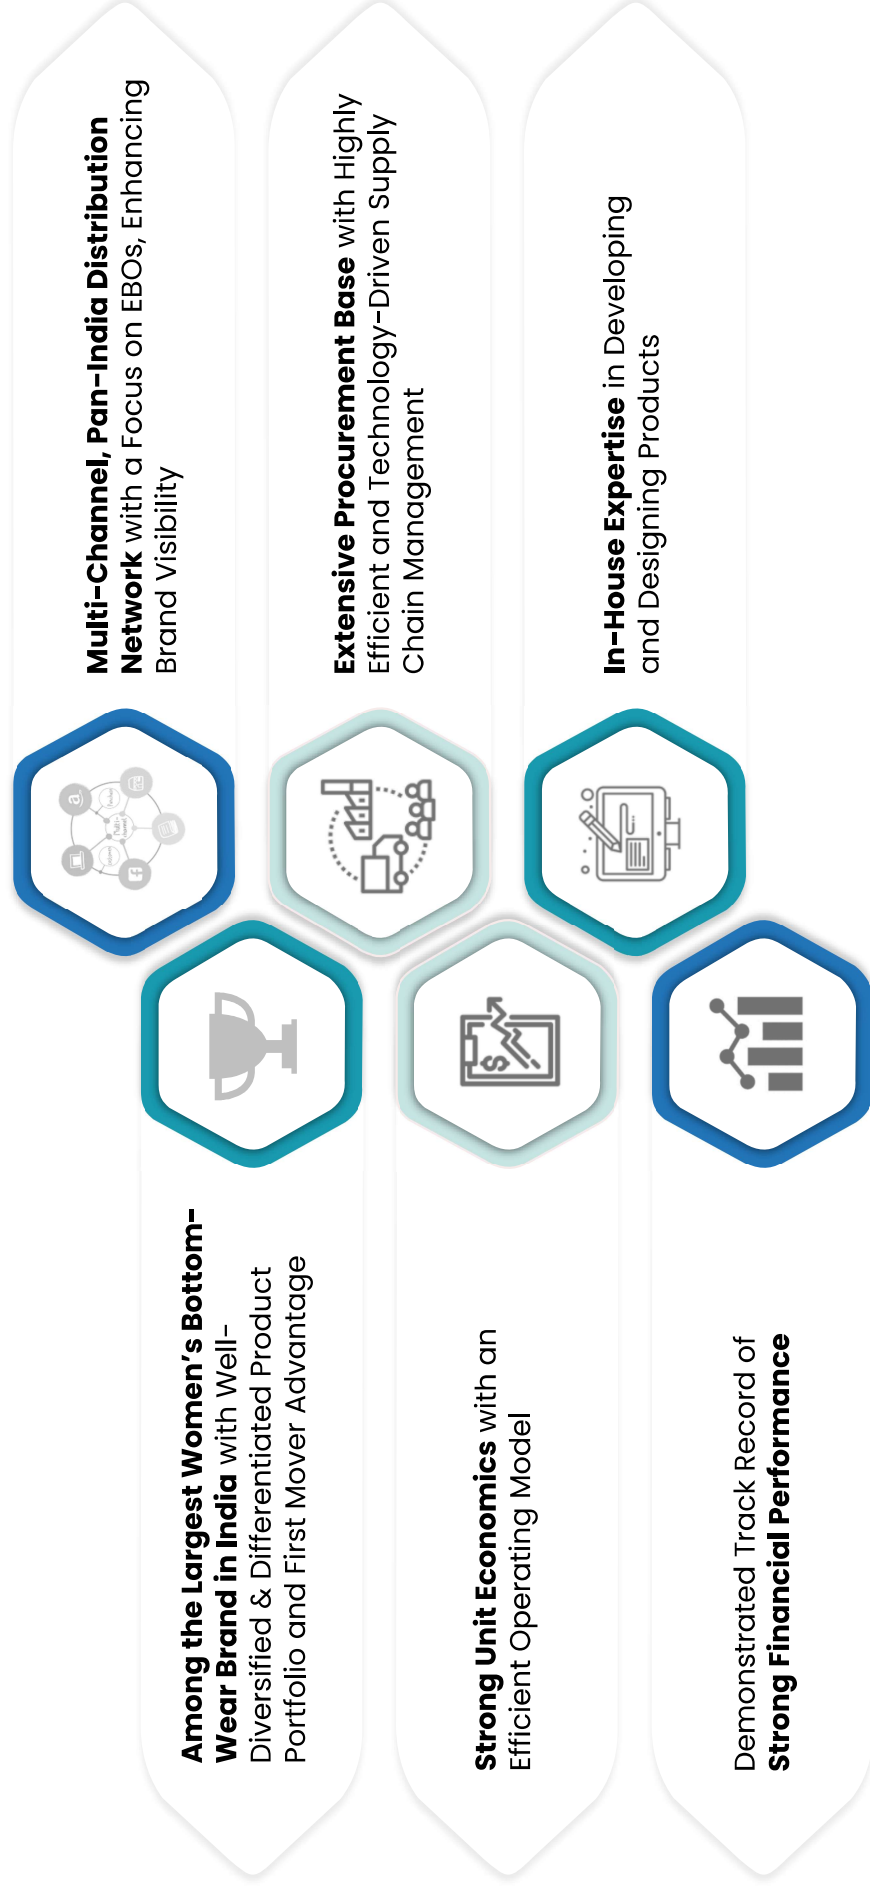 Among the Largest Women's Bottom-
Wear Brand in India with Well-
Diversified & Differentiated Product
Portfolio and First Mover Advantage
Multi-Channel, Pan-India Distribution
Network with a Focus on EBOs, Enhancing
Brand Visibility
Strong Unit Economics with an
Efficient Operating Model
Extensive Procurement Base with Highly
Efficient and Technology-Driven Supply
Chain Management
Demonstrated Track Record of
Strong Financial Performance
In-House Expertise in Developing
and Designing Products